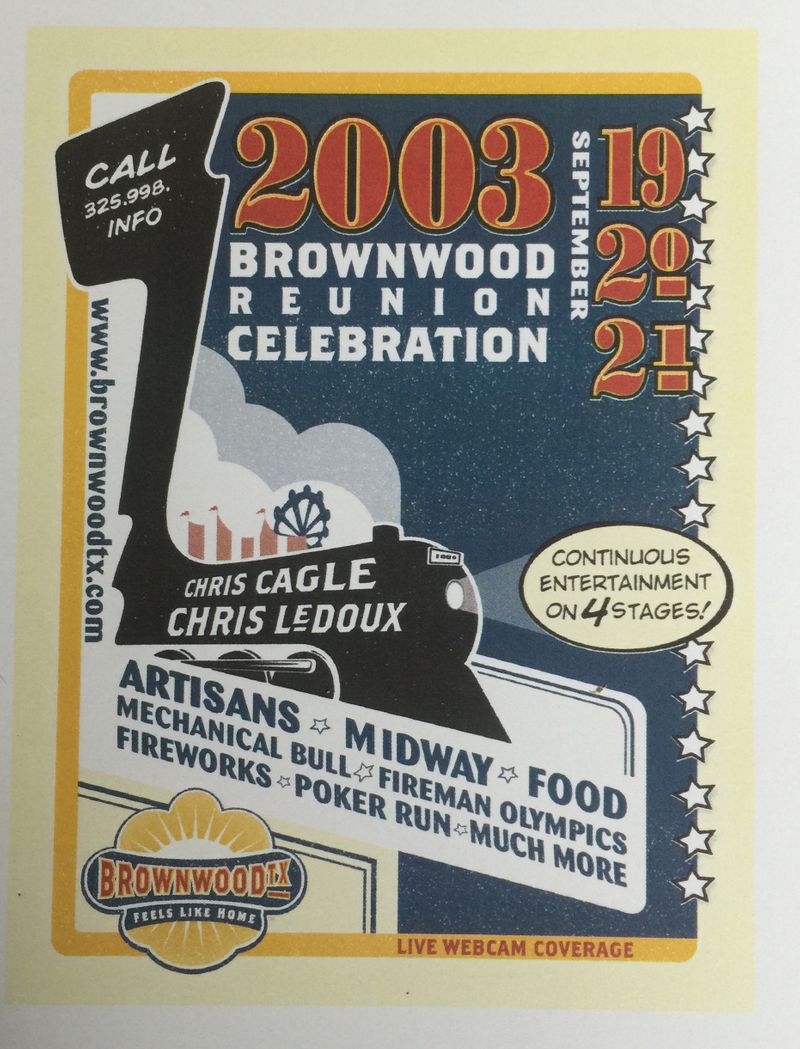 CALL
325.998.
INFO
2003
BROWNWOOD
REUNION
CELEBRATION
SEPTEMBER
19
20
21
www.brownwoodtx.com
CHRIS CAGLE
CHRIS LEDOUX
CONTINUOUS
ENTERTAINMENT
ON 4 STAGES!
ARTISANS ☆ MIDWAY ☆ FOOD
MECHANICAL BULL ☆ FIREMAN OLYMPICS
FIREWORKS ☆ POKER RUN ☆ MUCH MORE
BROWNWOOD TX
FEELS LIKE HOME
LIVE WEBCAM COVERAGE